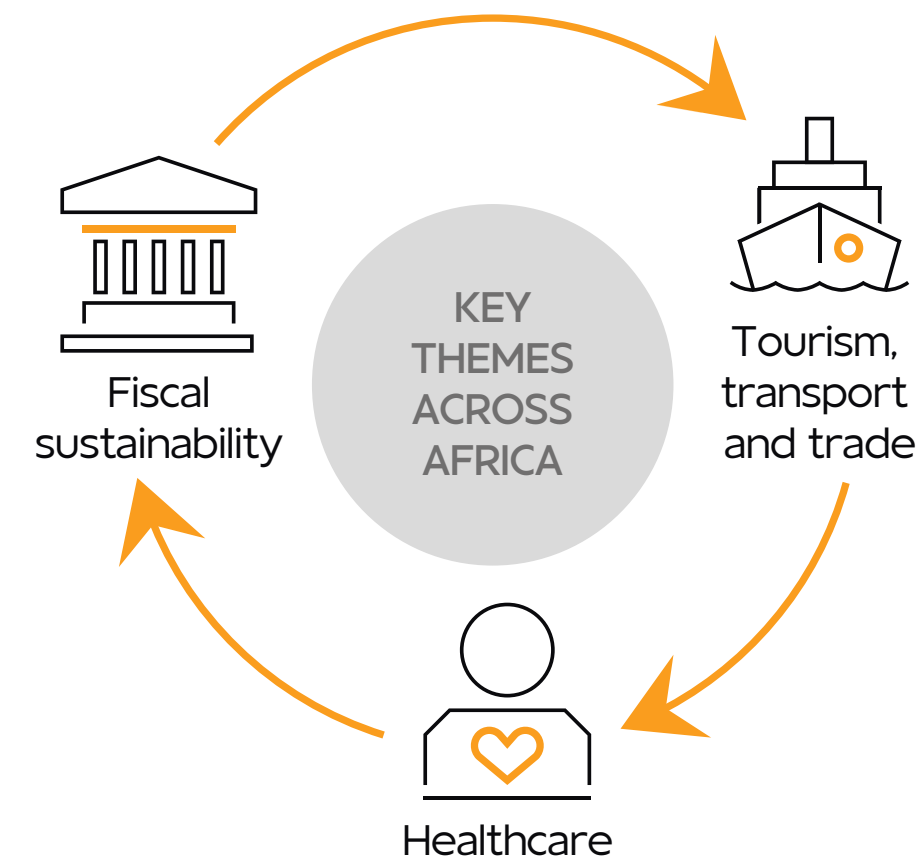 KEY
THEMES
ACROSS
AFRICA
Fiscal
sustainability
Tourism,
transport
and trade
Healthcare